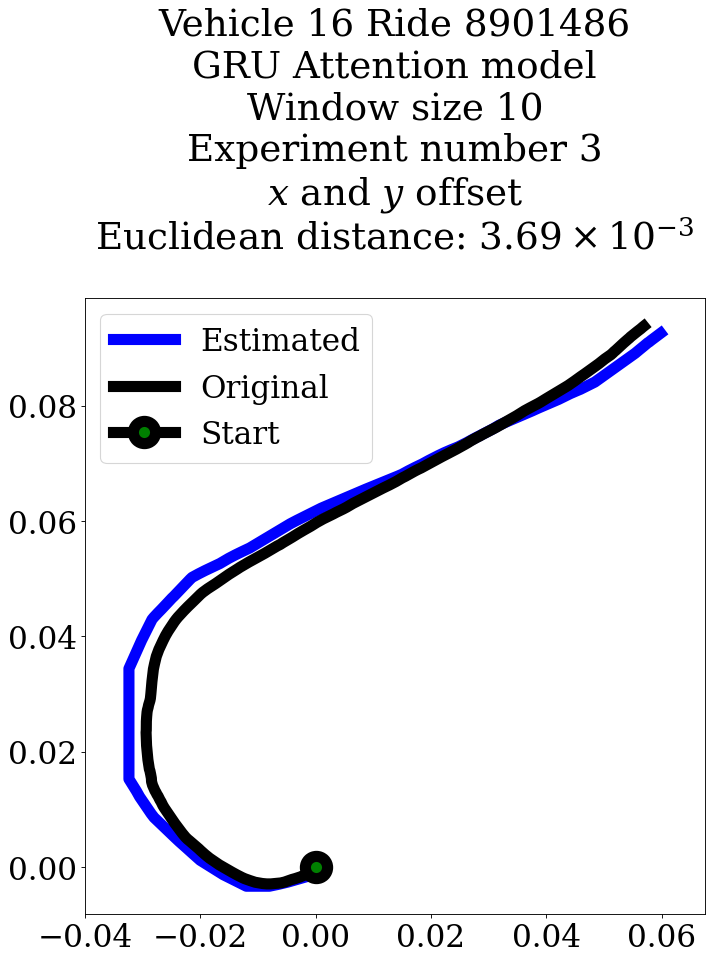 Vehicle 16 Ride 8901486
GRU Attention model
Window size 10
Experiment number 3
x and y offset
Euclidean distance: 3.69 × 10⁻³
Estimated
Original
Start
0.08
0.06
0.04
0.02
0.00
−0.04 −0.02 0.00 0.02 0.04 0.06